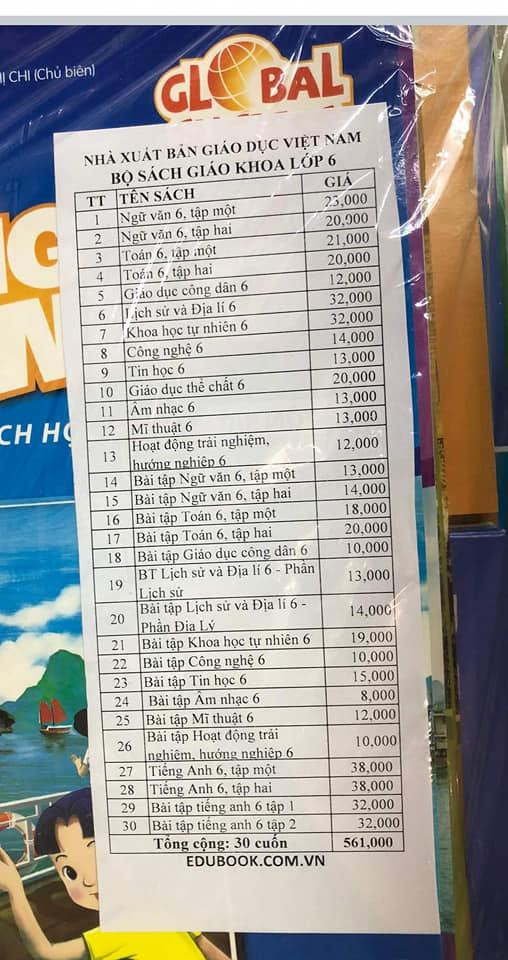 Ị CHI (Chủ biên)
GLOBAL
NHÀ XUẤT BẢN GIÁO DỤC VIỆT NAM
BỘ SÁCH GIÁO KHOA LỚP 6
TT TÊN SÁCH GIÁ
1 Ngữ văn 6, tập một 23,000
2 Ngữ văn 6, tập hai 20,900
3 Toán 6, tập một 21,000
4 Toán 6, tập hai 20,000
5 Giáo dục công dân 6 12,000
6 Lịch sử và Địa lí 6 32,000
7 Khoa học tự nhiên 6 32,000
8 Công nghệ 6 14,000
9 Tin học 6 13,000
10 Giáo dục thể chất 6 20,000
11 Âm nhạc 6 13,000
12 Mĩ thuật 6 13,000
13 Hoạt động trải nghiệm,
hướng nghiệp 6 12,000
14 Bài tập Ngữ văn 6, tập một 13,000
15 Bài tập Ngữ văn 6, tập hai 14,000
16 Bài tập Toán 6, tập một 18,000
17 Bài tập Toán 6, tập hai 20,000
18 Bài tập Giáo dục công dân 6 10,000
19 BT Lịch sử và Địa lí 6 - Phần
Lịch sử 13,000
20 Bài tập Lịch sử và Địa lí 6 -
Phần Địa Lý 14,000
21 Bài tập Khoa học tự nhiên 6 19,000
22 Bài tập Công nghệ 6 10,000
23 Bài tập Tin học 6 15,000
24 Bài tập Âm nhạc 6 8,000
25 Bài tập Mĩ thuật 6 12,000
26 Bài tập Hoạt động trải
nghiệm, hướng nghiệp 6 10,000
27 Tiếng Anh 6, tập một 38,000
28 Tiếng Anh 6, tập hai 38,000
29 Bài tập tiếng anh 6 tập 1 32,000
30 Bài tập tiếng anh 6 tập 2 32,000
Tổng cộng: 30 cuốn 561,000
EDUBOOK.COM.VN
NG
N
CH HỌ